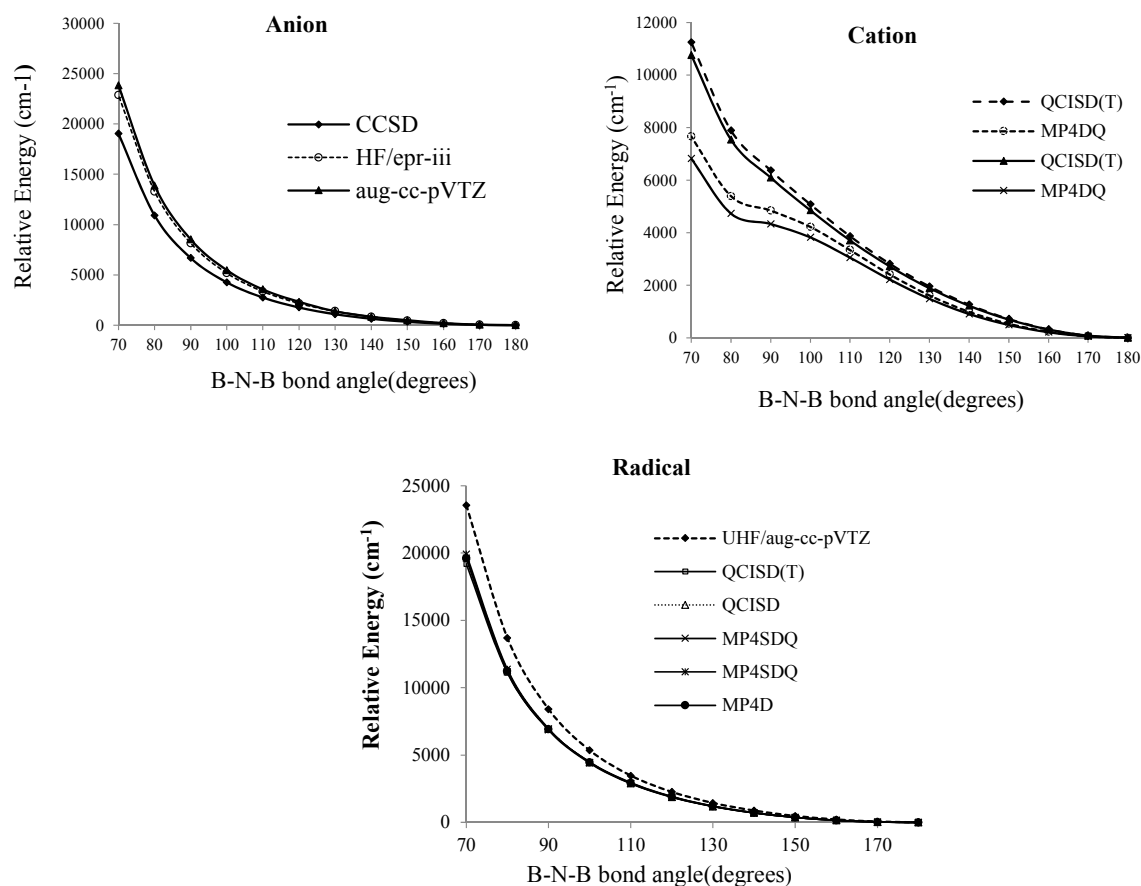 Anion
Relative Energy (cm-1)
30000
25000
20000
15000
10000
5000
0
70 80 90 100 110 120 130 140 150 160 170 180
B-N-B bond angle(degrees)
CCSD
HF/epr-iii
aug-cc-pVTZ
Cation
Relative Energy (cm-1)
12000
10000
8000
6000
4000
2000
0
70 80 90 100 110 120 130 140 150 160 170 180
B-N-B bond angle(degrees)
QCISD(T)
MP4DQ
QCISD(T)
MP4DQ
Radical
Relative Energy (cm-1)
25000
20000
15000
10000
5000
0
70 90 110 130 150 170
B-N-B bond angle(degrees)
UHF/aug-cc-pVTZ
QCISD(T)
QCISD
MP4SDQ
MP4SDQ
MP4D